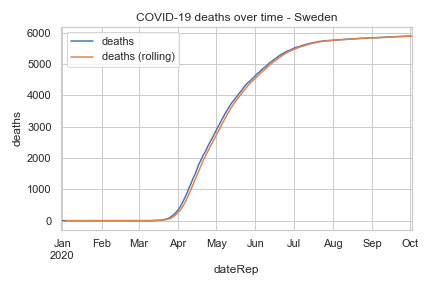 COVID-19 deaths over time - Sweden
deaths
deaths (rolling)
6000
5000
4000
3000
2000
1000
0
deaths
Jan Feb Mar Apr May Jun Jul Aug Sep Oct
2020
dateRep